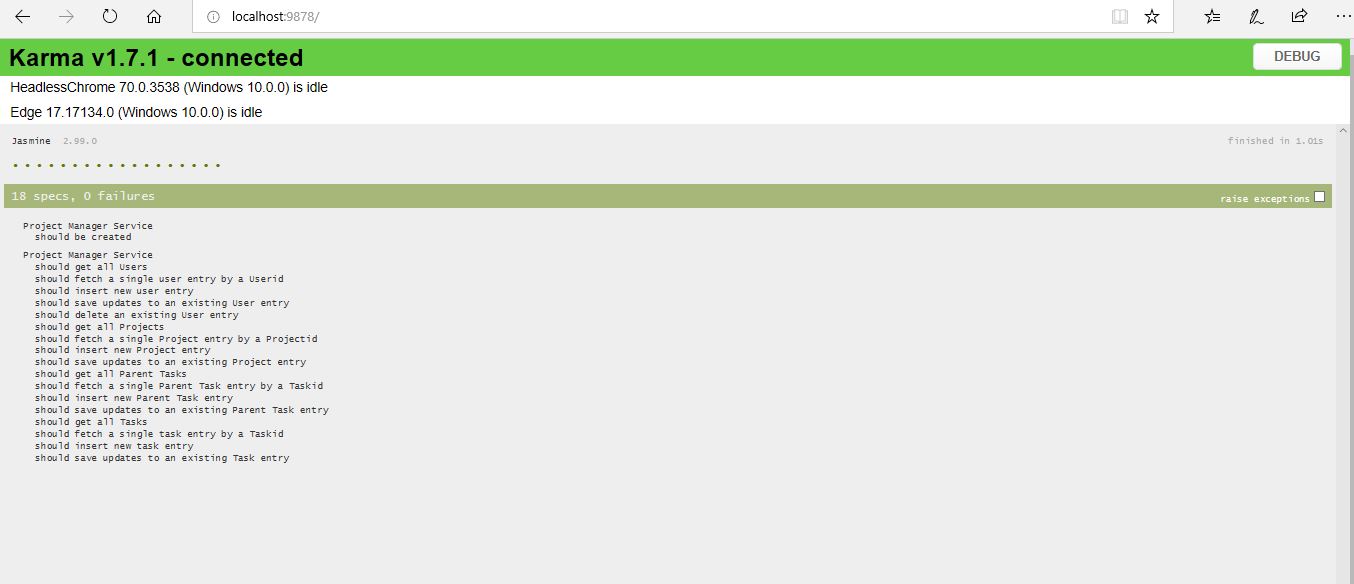 localhost:9878/
Karma v1.7.1 - connected
DEBUG
HeadlessChrome 70.0.3538 (Windows 10.0.0) is idle
Edge 17.17134.0 (Windows 10.0.0) is idle
Jasmine 2.99.0
finished in 1.01s
18 specs, 0 failures
raise exceptions
Project Manager Service
should be created
Project Manager Service
should get all Users
should fetch a single user entry by a Userid
should insert new user entry
should save updates to an existing User entry
should delete an existing User entry
should get all Projects
should fetch a single Project entry by a Projectid
should insert new Project entry
should save updates to an existing Project entry
should get all Parent Tasks
should fetch a single Parent Task entry by a Taskid
should insert new Parent Task entry
should save updates to an existing Parent Task entry
should get all Tasks
should fetch a single task entry by a Taskid
should insert new task entry
should save updates to an existing Task entry